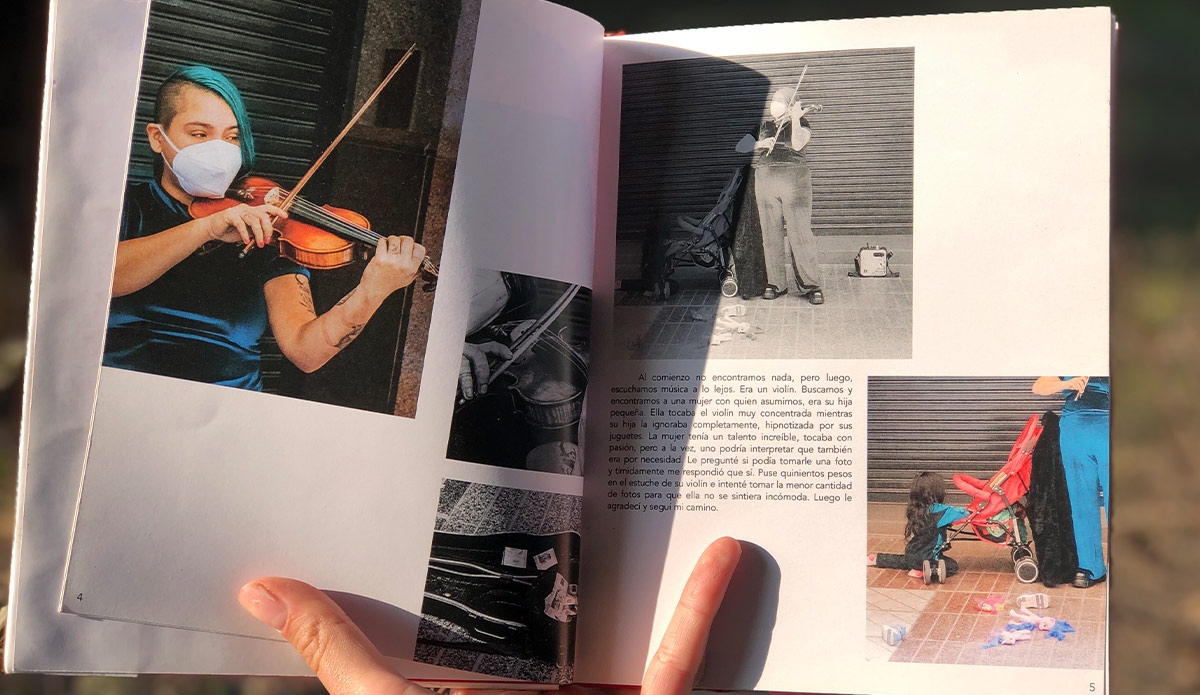 Al comienzo no encontramos nada, pero luego,
escuchamos música a lo lejos. Era un violín. Buscamos y
encontramos a una mujer con quien asumimos, era su hija
pequeña. Ella tocaba el violín muy concentrada mientras
su hija la ignoraba completamente, hipnotizada por sus
juguetes. La mujer tenía un talento increíble, tocaba con
pasión, pero a la vez, uno podría interpretar que también
era por necesidad. Le pregunté si podía tomarle una foto
y timidamente me respondió que sí. Puse quinientos pesos
en el estuche de su violín e intenté tomar la menor cantidad
de fotos para que ella no se sintiera incómoda. Luego le
agradecí y seguí mi camino.
4
5